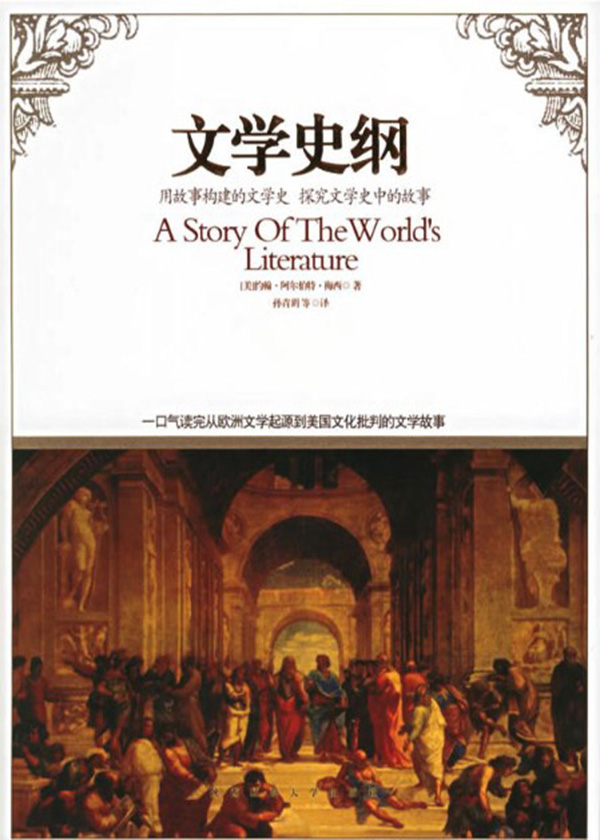 文学史纲
用故事构建的文学史 探究文学史中的故事
A Story Of The World's
Literature
[美]约翰·阿尔伯特·梅西◎著
孙青玥 等◎译
一口气读完从欧洲文学起源到美国文化批判的文学故事